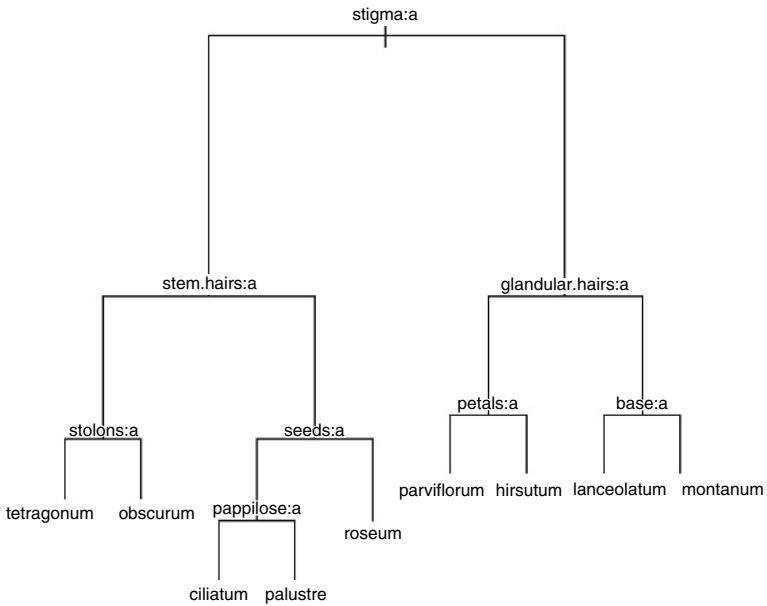 stigma:a
stem.hairs:a
glandular.hairs:a
petals:a
base:a
stolons:a
seeds:a
parviflorum
hirsutum
lanceolatum
montanum
tetragonum
obscurum
pappilose:a
roseum
ciliatum
palustre